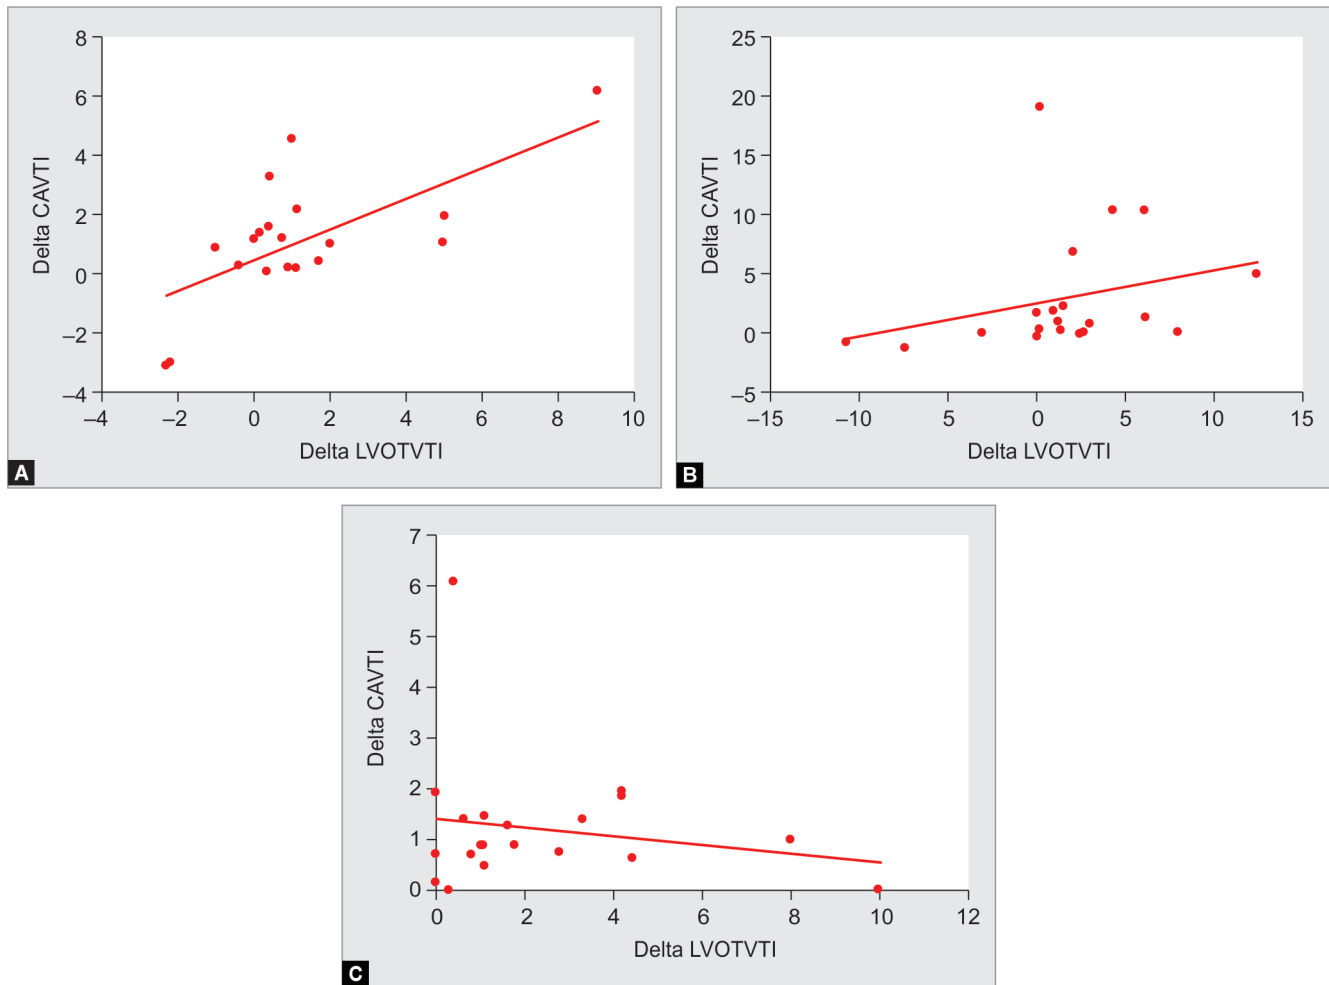 8
6
4
2
0
–2
–4
Delta CAVTI
–4 –2 0 2 4 6 8 10
Delta LVOTVTI
A
25
20
15
10
5
0
–5
Delta CAVTI
–15 –10 5 0 5 10 15
Delta LVOTVTI
B
7
6
5
4
3
2
1
0
Delta CAVTI
0 2 4 6 8 10 12
Delta LVOTVTI
C